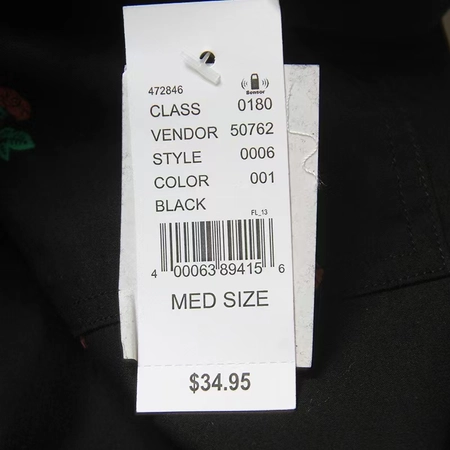 472846
Sensor
CLASS 0180
VENDOR 50762
STYLE 0006
COLOR 001
BLACK
FL_13
4 00063 89415 6
MED SIZE
$34.95